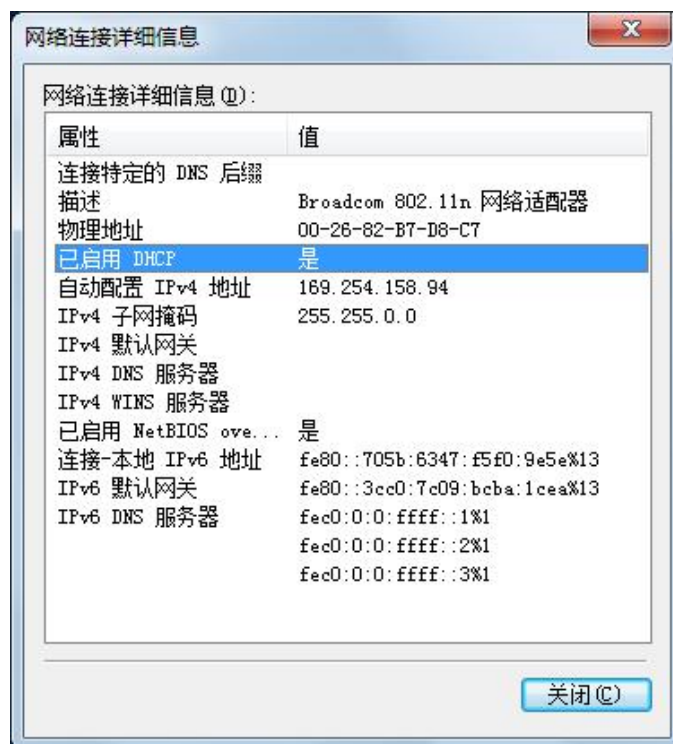 网络连接详细信息
网络连接详细信息(D):
属性 值
连接特定的 DNS 后缀
描述 Broadcom 802.11n 网络适配器
物理地址 00-26-82-B7-D8-C7
已启用 DHCP 是
自动配置 IPv4 地址 169.254.158.94
IPv4 子网掩码 255.255.0.0
IPv4 默认网关
IPv4 DNS 服务器
IPv4 WINS 服务器
已启用 NetBIOS ove... 是
连接-本地 IPv6 地址 fe80::705b:6347:f5f0:9e5e%13
IPv6 默认网关 fe80::3cc0:7c09:bcba:1cea%13
IPv6 DNS 服务器 fec0:0:0:ffff::1%1
fec0:0:0:ffff::2%1
fec0:0:0:ffff::3%1
关闭(C)